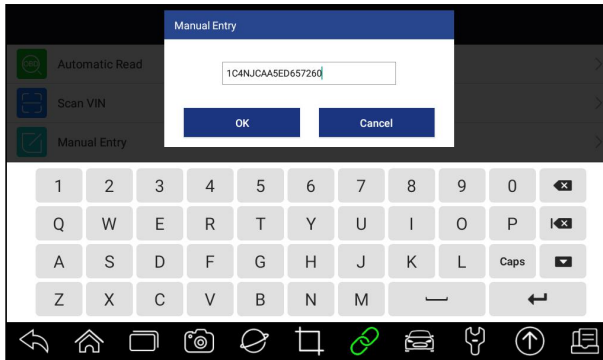 Manual Entry
1C4NJCAA5ED657260
OK Cancel
OBD
Automatic Read
Scan VIN
Manual Entry
1 2 3 4 5 6 7 8 9 0
Q W E R T Y U I O P
A S D F G H J K L Caps
Z X C V B N M